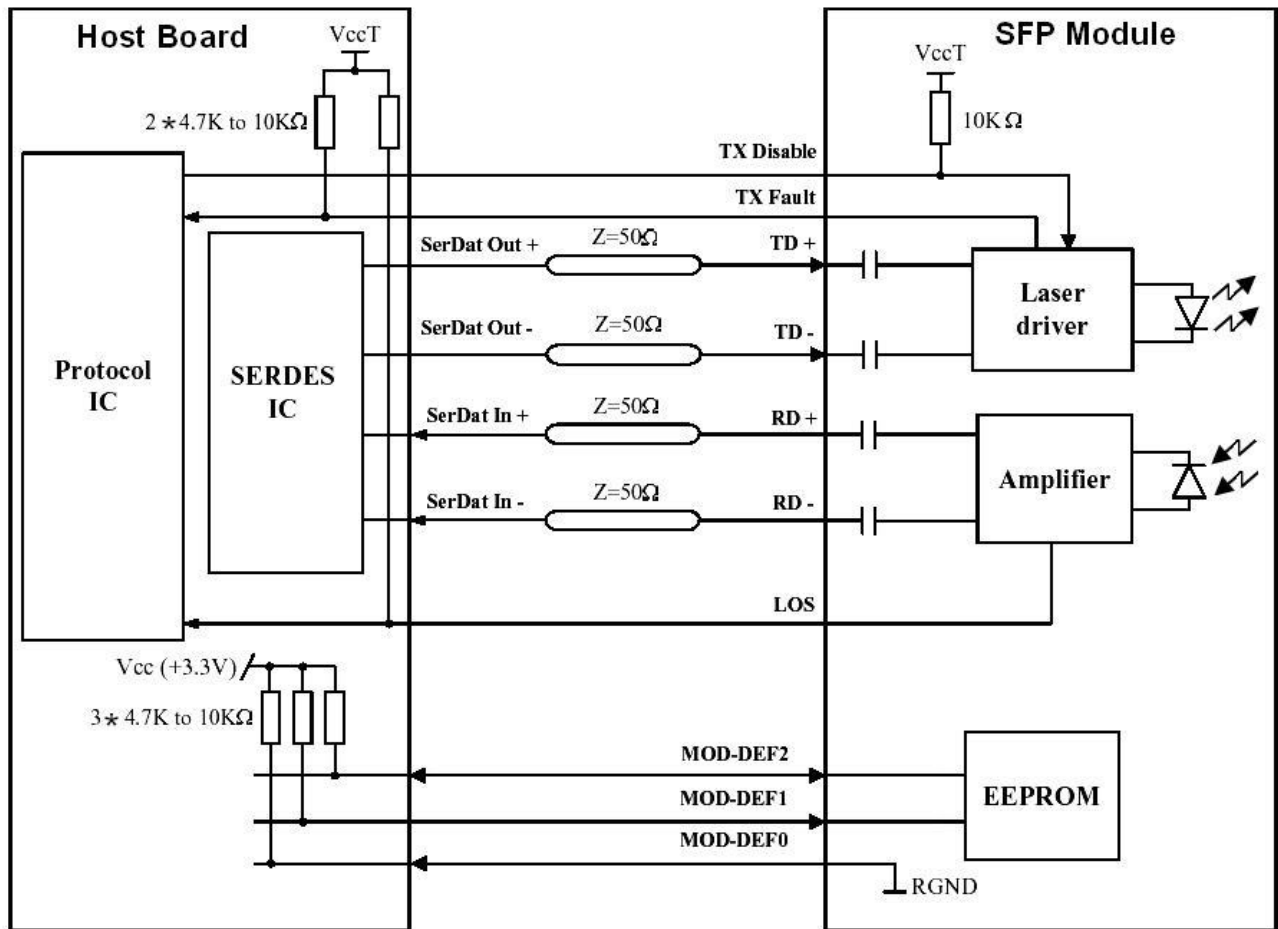 Host Board
VccT
2*4.7K to 10KΩ
SFP Module
VccT
10KΩ
TX Disable
TX Fault
SerDat Out +
Z=50Ω
TD +
SerDat Out -
Z=50Ω
TD -
Laser
driver
Protocol
IC
SERDES
IC
SerDat In +
Z=50Ω
RD +
SerDat In -
Z=50Ω
RD -
Amplifier
LOS
Vcc (+3.3V)
3*4.7K to 10KΩ
MOD-DEF2
MOD-DEF1
MOD-DEF0
EEPROM
RGND